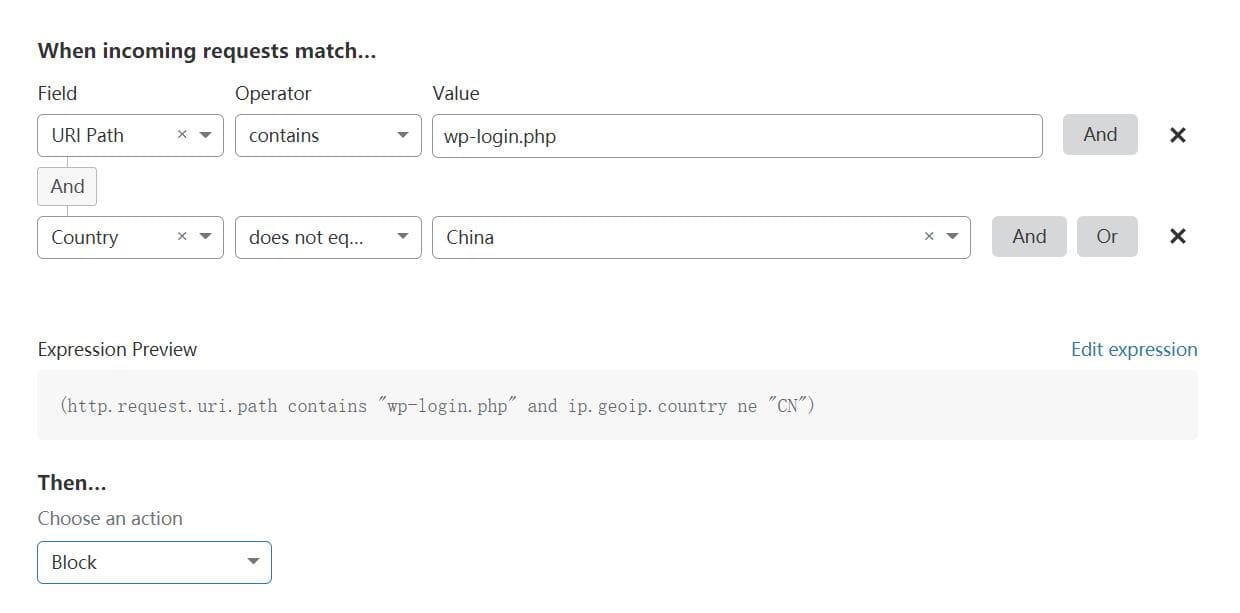 When incoming requests match...
Field Operator Value
URI Path × contains wp-login.php And ×
And
Country × does not eq... China × And Or ×
Expression Preview Edit expression
(http.request.uri.path contains "wp-login.php" and ip.geoip.country ne "CN")
Then...
Choose an action
Block